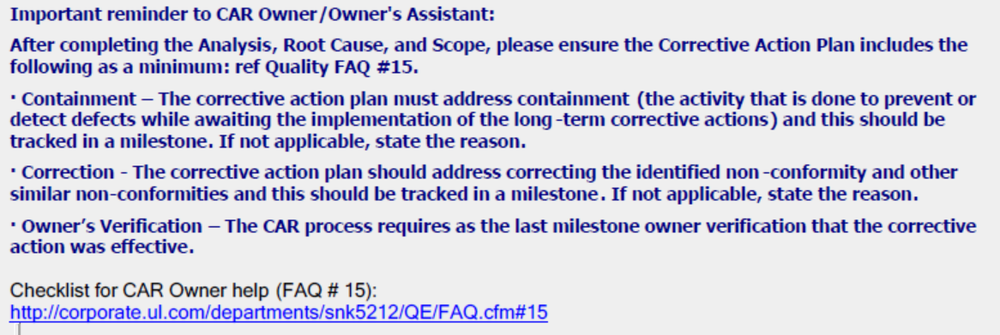 Important reminder to CAR Owner/Owner's Assistant:
After completing the Analysis, Root Cause, and Scope, please ensure the Corrective Action Plan includes the
following as a minimum: ref Quality FAQ #15.
· Containment – The corrective action plan must address containment (the activity that is done to prevent or
detect defects while awaiting the implementation of the long-term corrective actions) and this should be
tracked in a milestone. If not applicable, state the reason.
· Correction - The corrective action plan should address correcting the identified non-conformity and other
similar non-conformities and this should be tracked in a milestone. If not applicable, state the reason.
· Owner’s Verification – The CAR process requires as the last milestone owner verification that the corrective
action was effective.
Checklist for CAR Owner help (FAQ # 15):
http://corporate.ul.com/departments/snk5212/QE/FAQ.cfm#15